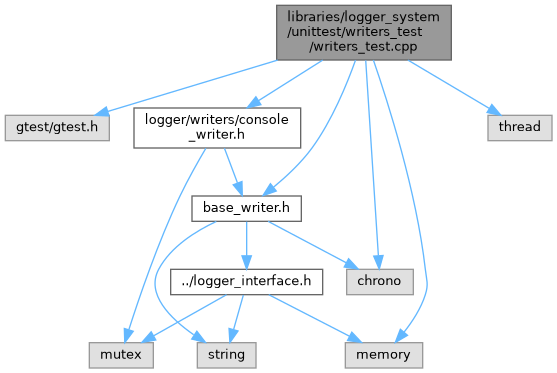 libraries/logger_system
/unittest/writers_test
/writers_test.cpp
gtest/gtest.h
logger/writers/console
_writer.h
thread
base_writer.h
../logger_interface.h
chrono
mutex
string
memory